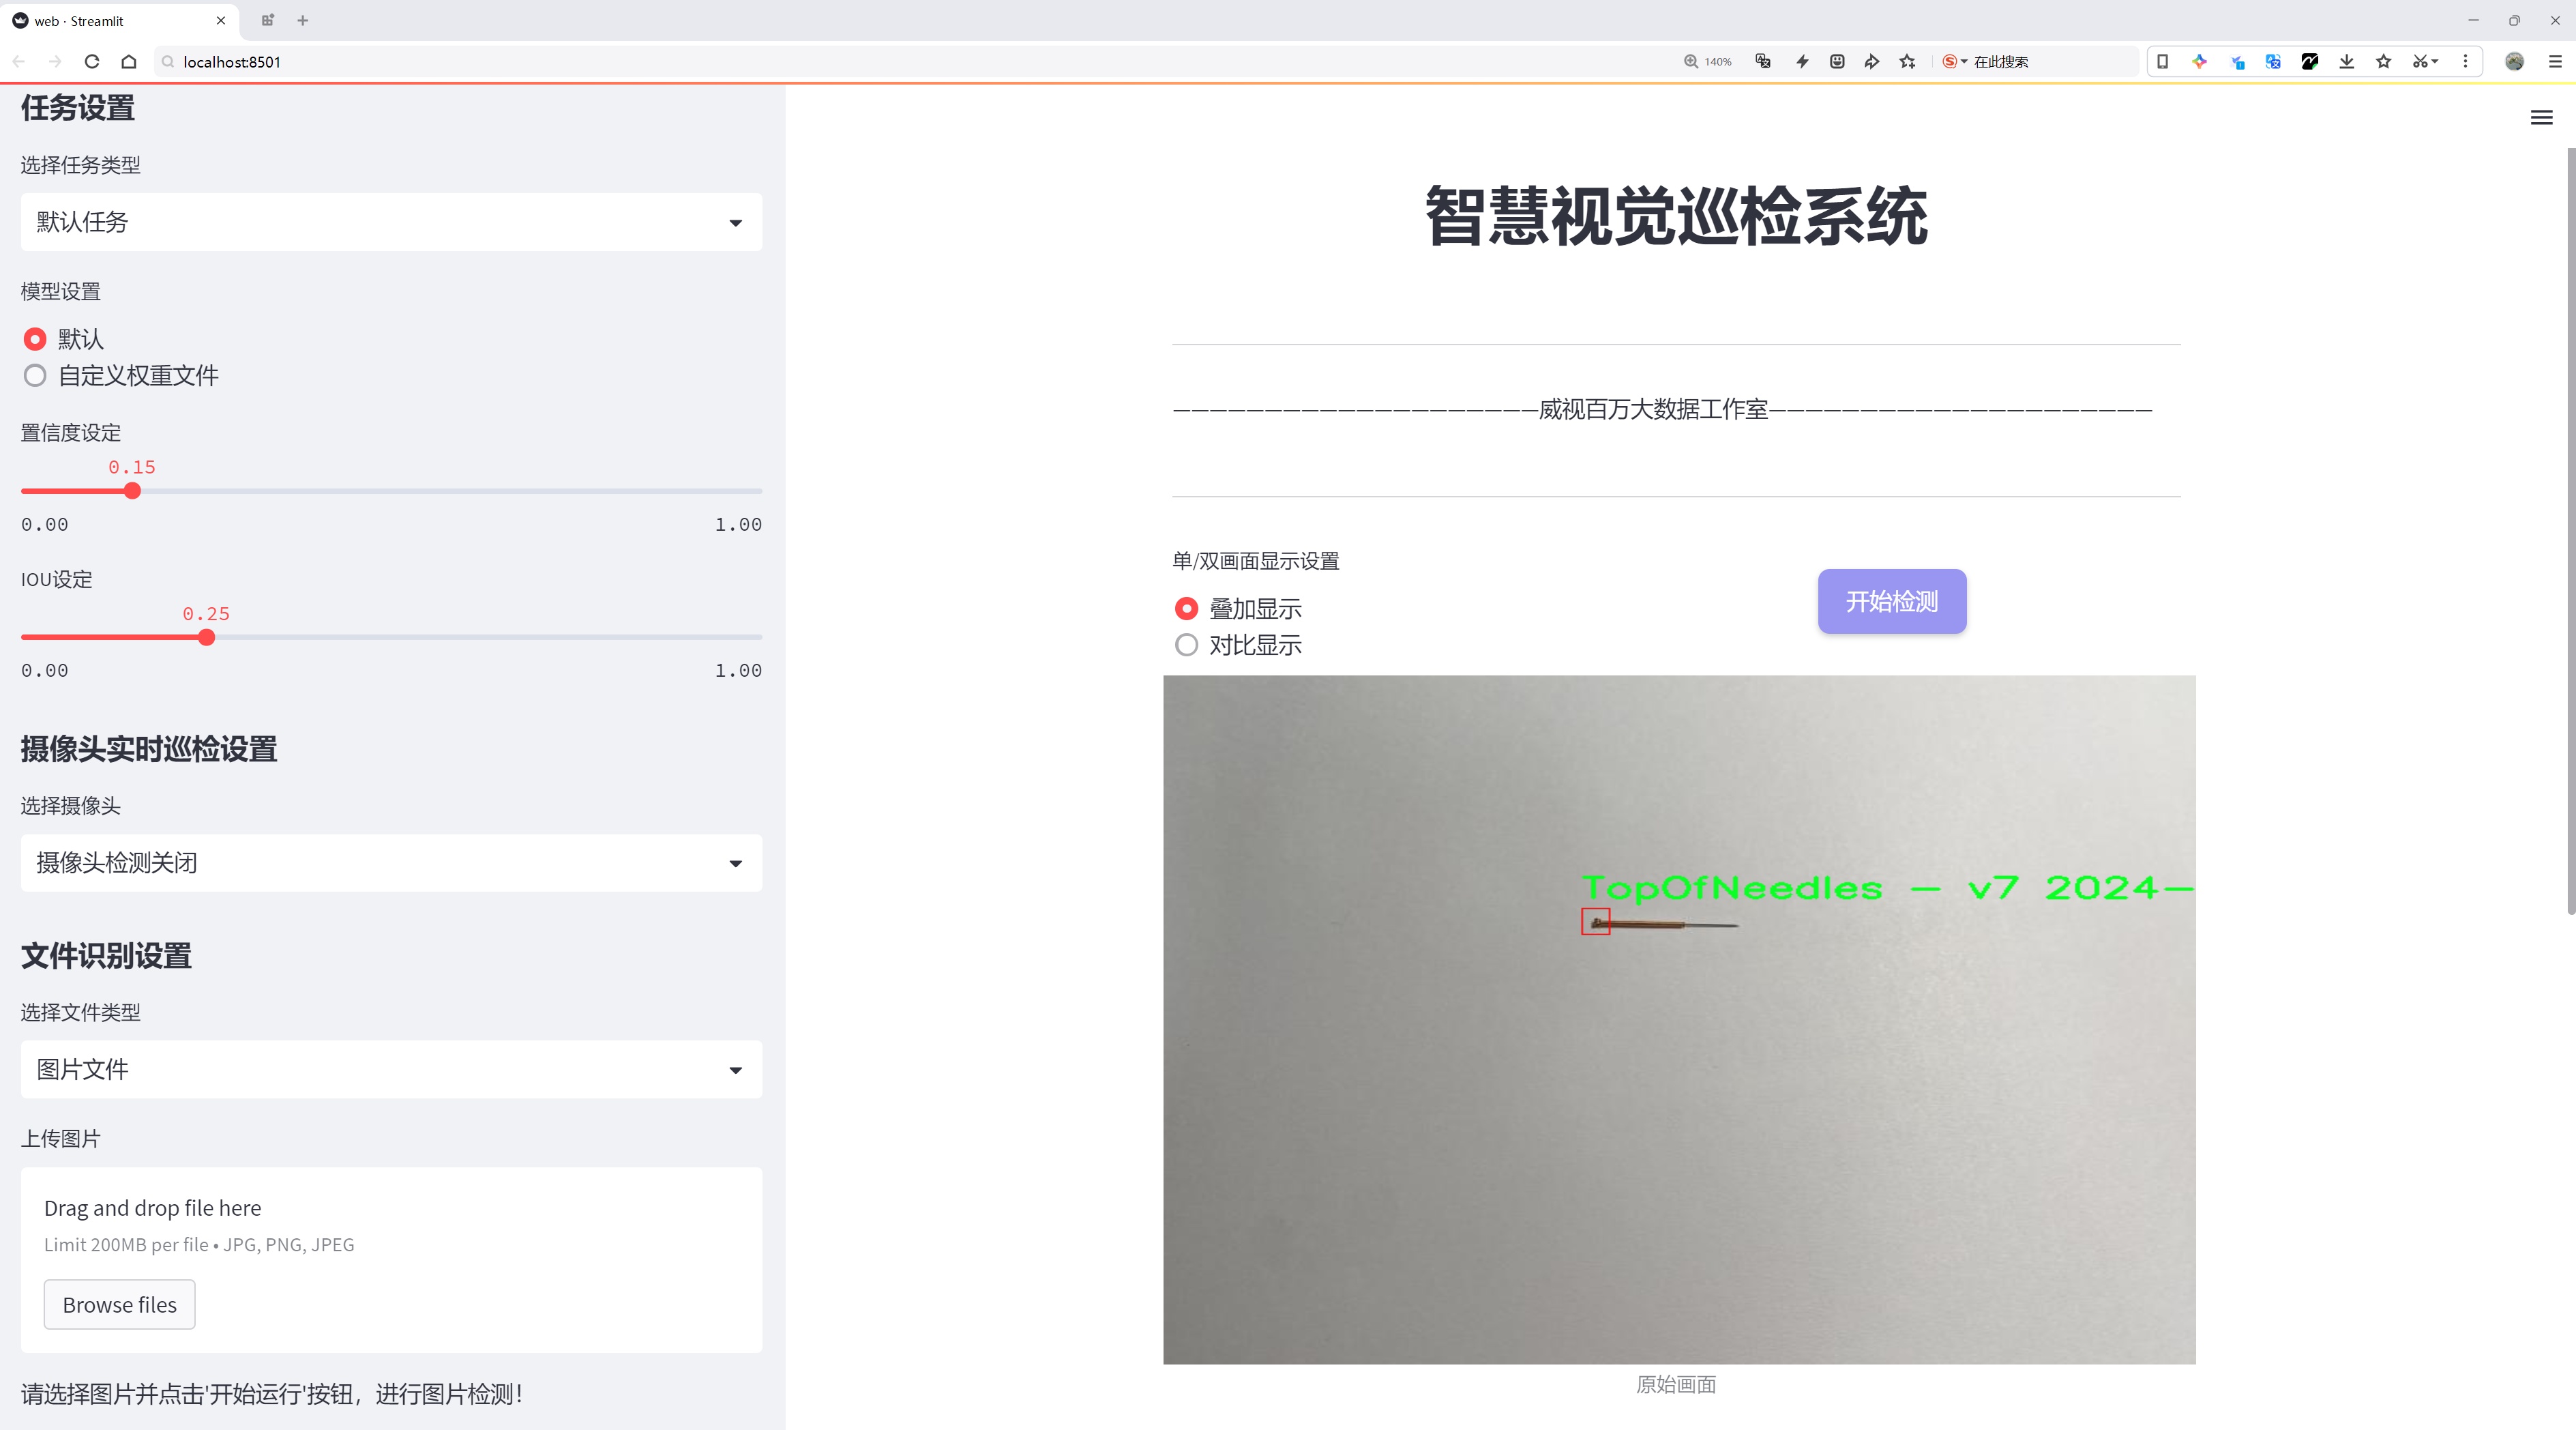 web · Streamlit
localhost:8501
140%
在此搜索
任务设置
选择任务类型
默认任务
模型设置
默认
自定义权重文件
置信度设定
0.15
0.00
1.00
IOU设定
0.25
0.00
1.00
摄像头实时巡检设置
选择摄像头
摄像头检测关闭
文件识别设置
选择文件类型
图片文件
上传图片
Drag and drop file here
Limit 200MB per file • JPG, PNG, JPEG
Browse files
请选择图片并点击'开始运行'按钮，进行图片检测！
智慧视觉巡检系统
————————————————————威视百万大数据工作室—————————————————————
单/双画面显示设置
叠加显示
对比显示
开始检测
TopOfNeedles – v7 2024–
原始画面